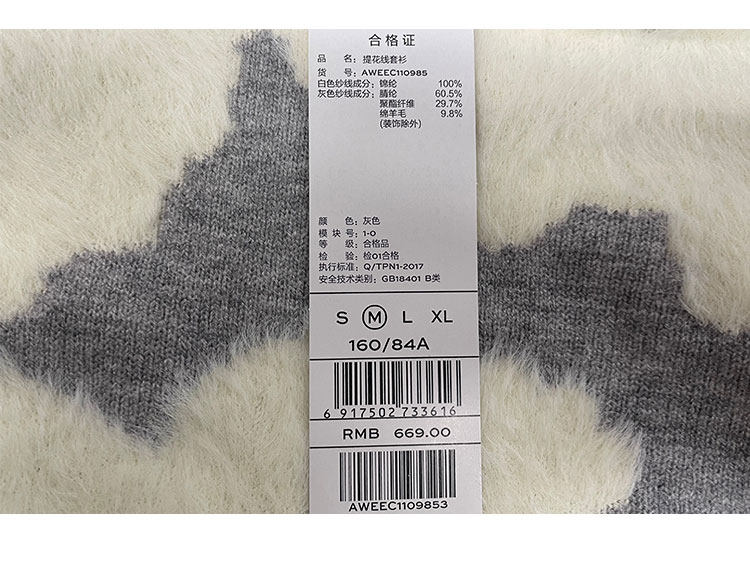 合格证
品 名：提花线套衫
货 号：AWEEC110985
白色纱线成分：锦纶 100%
灰色纱线成分：腈纶 60.5%
聚酯纤维 29.7%
绵羊毛 9.8%
(装饰除外)
颜 色：灰色
模 块 号：1-0
等 级：合格品
检 验：检01合格
执行标准：Q/TPN1-2017
安全技术类别：GB18401 B类
S M L XL
160/84A
6 917502 733616
RMB 669.00
AWEEC1109853